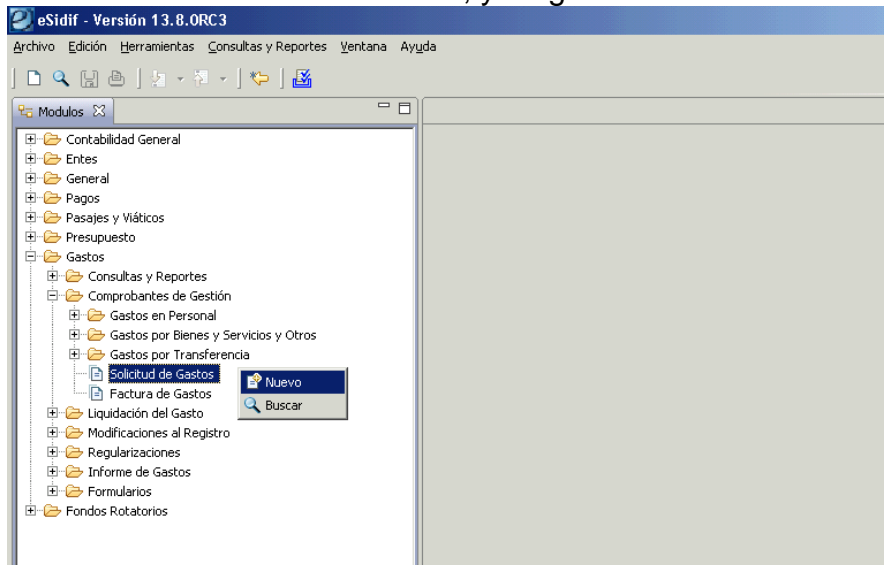 eSidif - Versión 13.8.0RC3
Archivo Edición Herramientas Consultas y Reportes Ventana Ayuda
Modulos
Contabilidad General
Entes
General
Pagos
Pasajes y Viáticos
Presupuesto
Gastos
Consultas y Reportes
Comprobantes de Gestión
Gastos en Personal
Gastos por Bienes y Servicios y Otros
Gastos por Transferencia
Solicitud de Gastos
Nuevo
Factura de Gastos
Buscar
Liquidación del Gasto
Modificaciones al Registro
Regularizaciones
Informe de Gastos
Formularios
Fondos Rotatorios